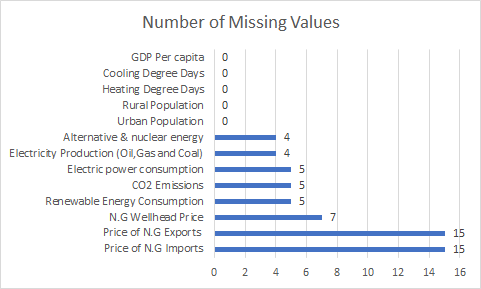 Number of Missing Values
GDP Per capita 0
Cooling Degree Days 0
Heating Degree Days 0
Rural Population 0
Urban Population 0
Alternative & nuclear energy 4
Electricity Production (Oil,Gas and Coal) 4
Electric power consumption 5
CO2 Emissions 5
Renewable Energy Consumption 5
N.G Wellhead Price 7
Price of N.G Exports 15
Price of N.G Imports 15
0 2 4 6 8 10 12 14 16